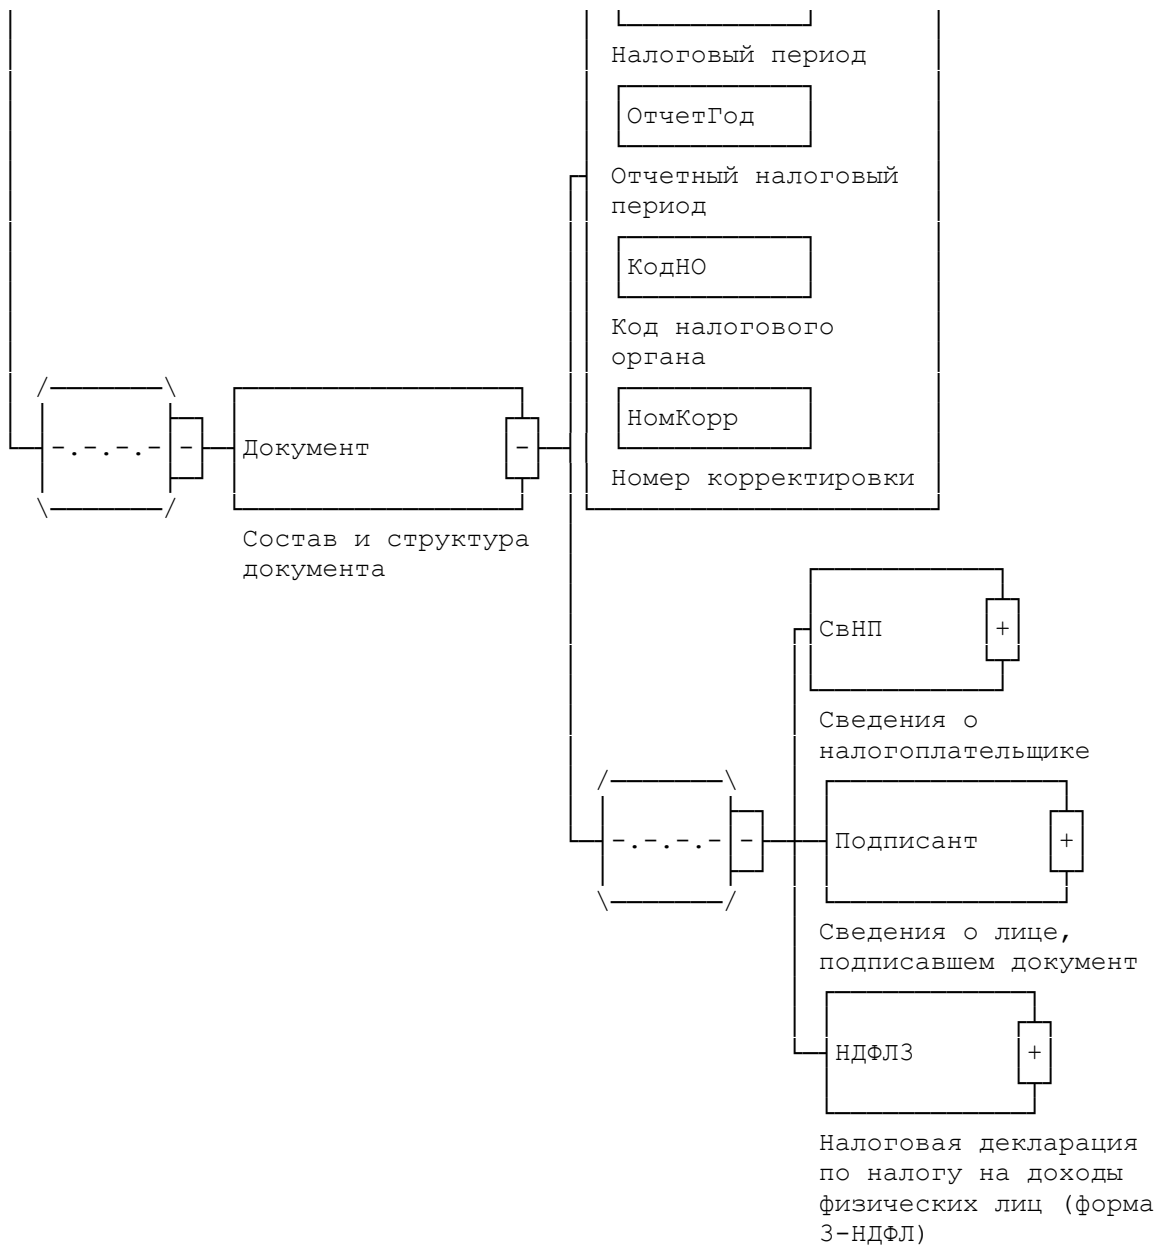 Налоговый период
ОтчетГод
Отчетный налоговый
период
КодНО
Код налогового
органа
НомКорр
Номер корректировки
-.-.-.- -
Документ -
Состав и структура
документа
СвНП +
Сведения о
налогоплательщике
-.-.-.- -
Подписант +
Сведения о лице,
подписавшем документ
НДФЛ3 +
Налоговая декларация
по налогу на доходы
физических лиц (форма
3-НДФЛ)